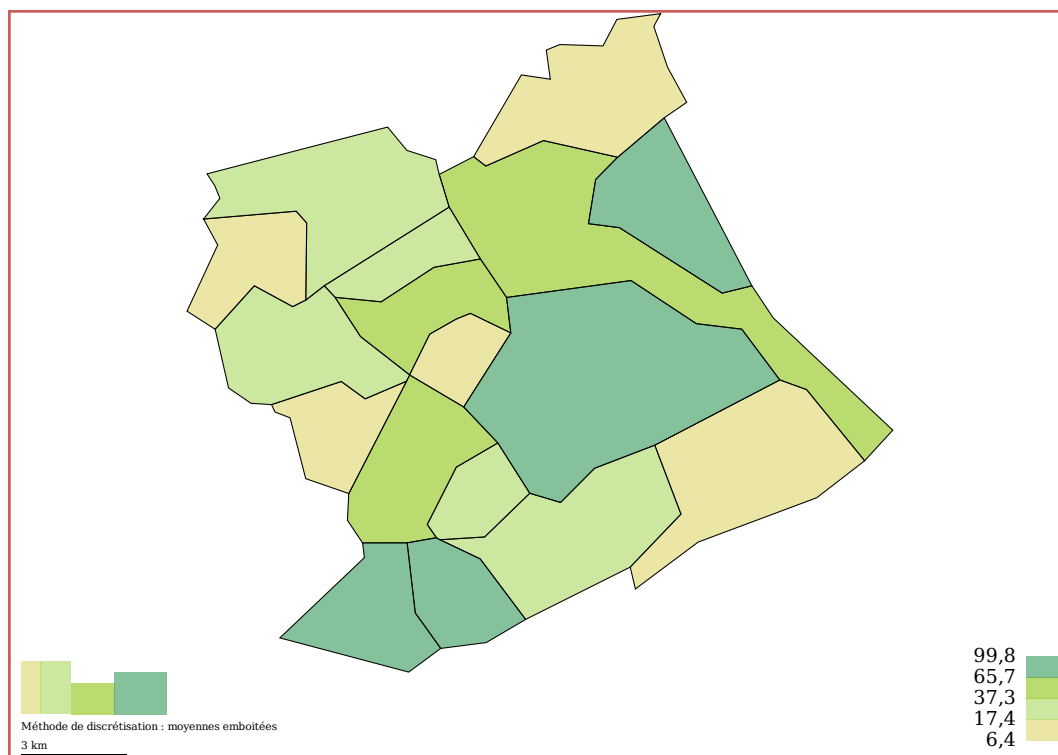 99,8
65,7
37,3
17,4
6,4
Méthode de discrétisation : moyennes emboitées
3 km